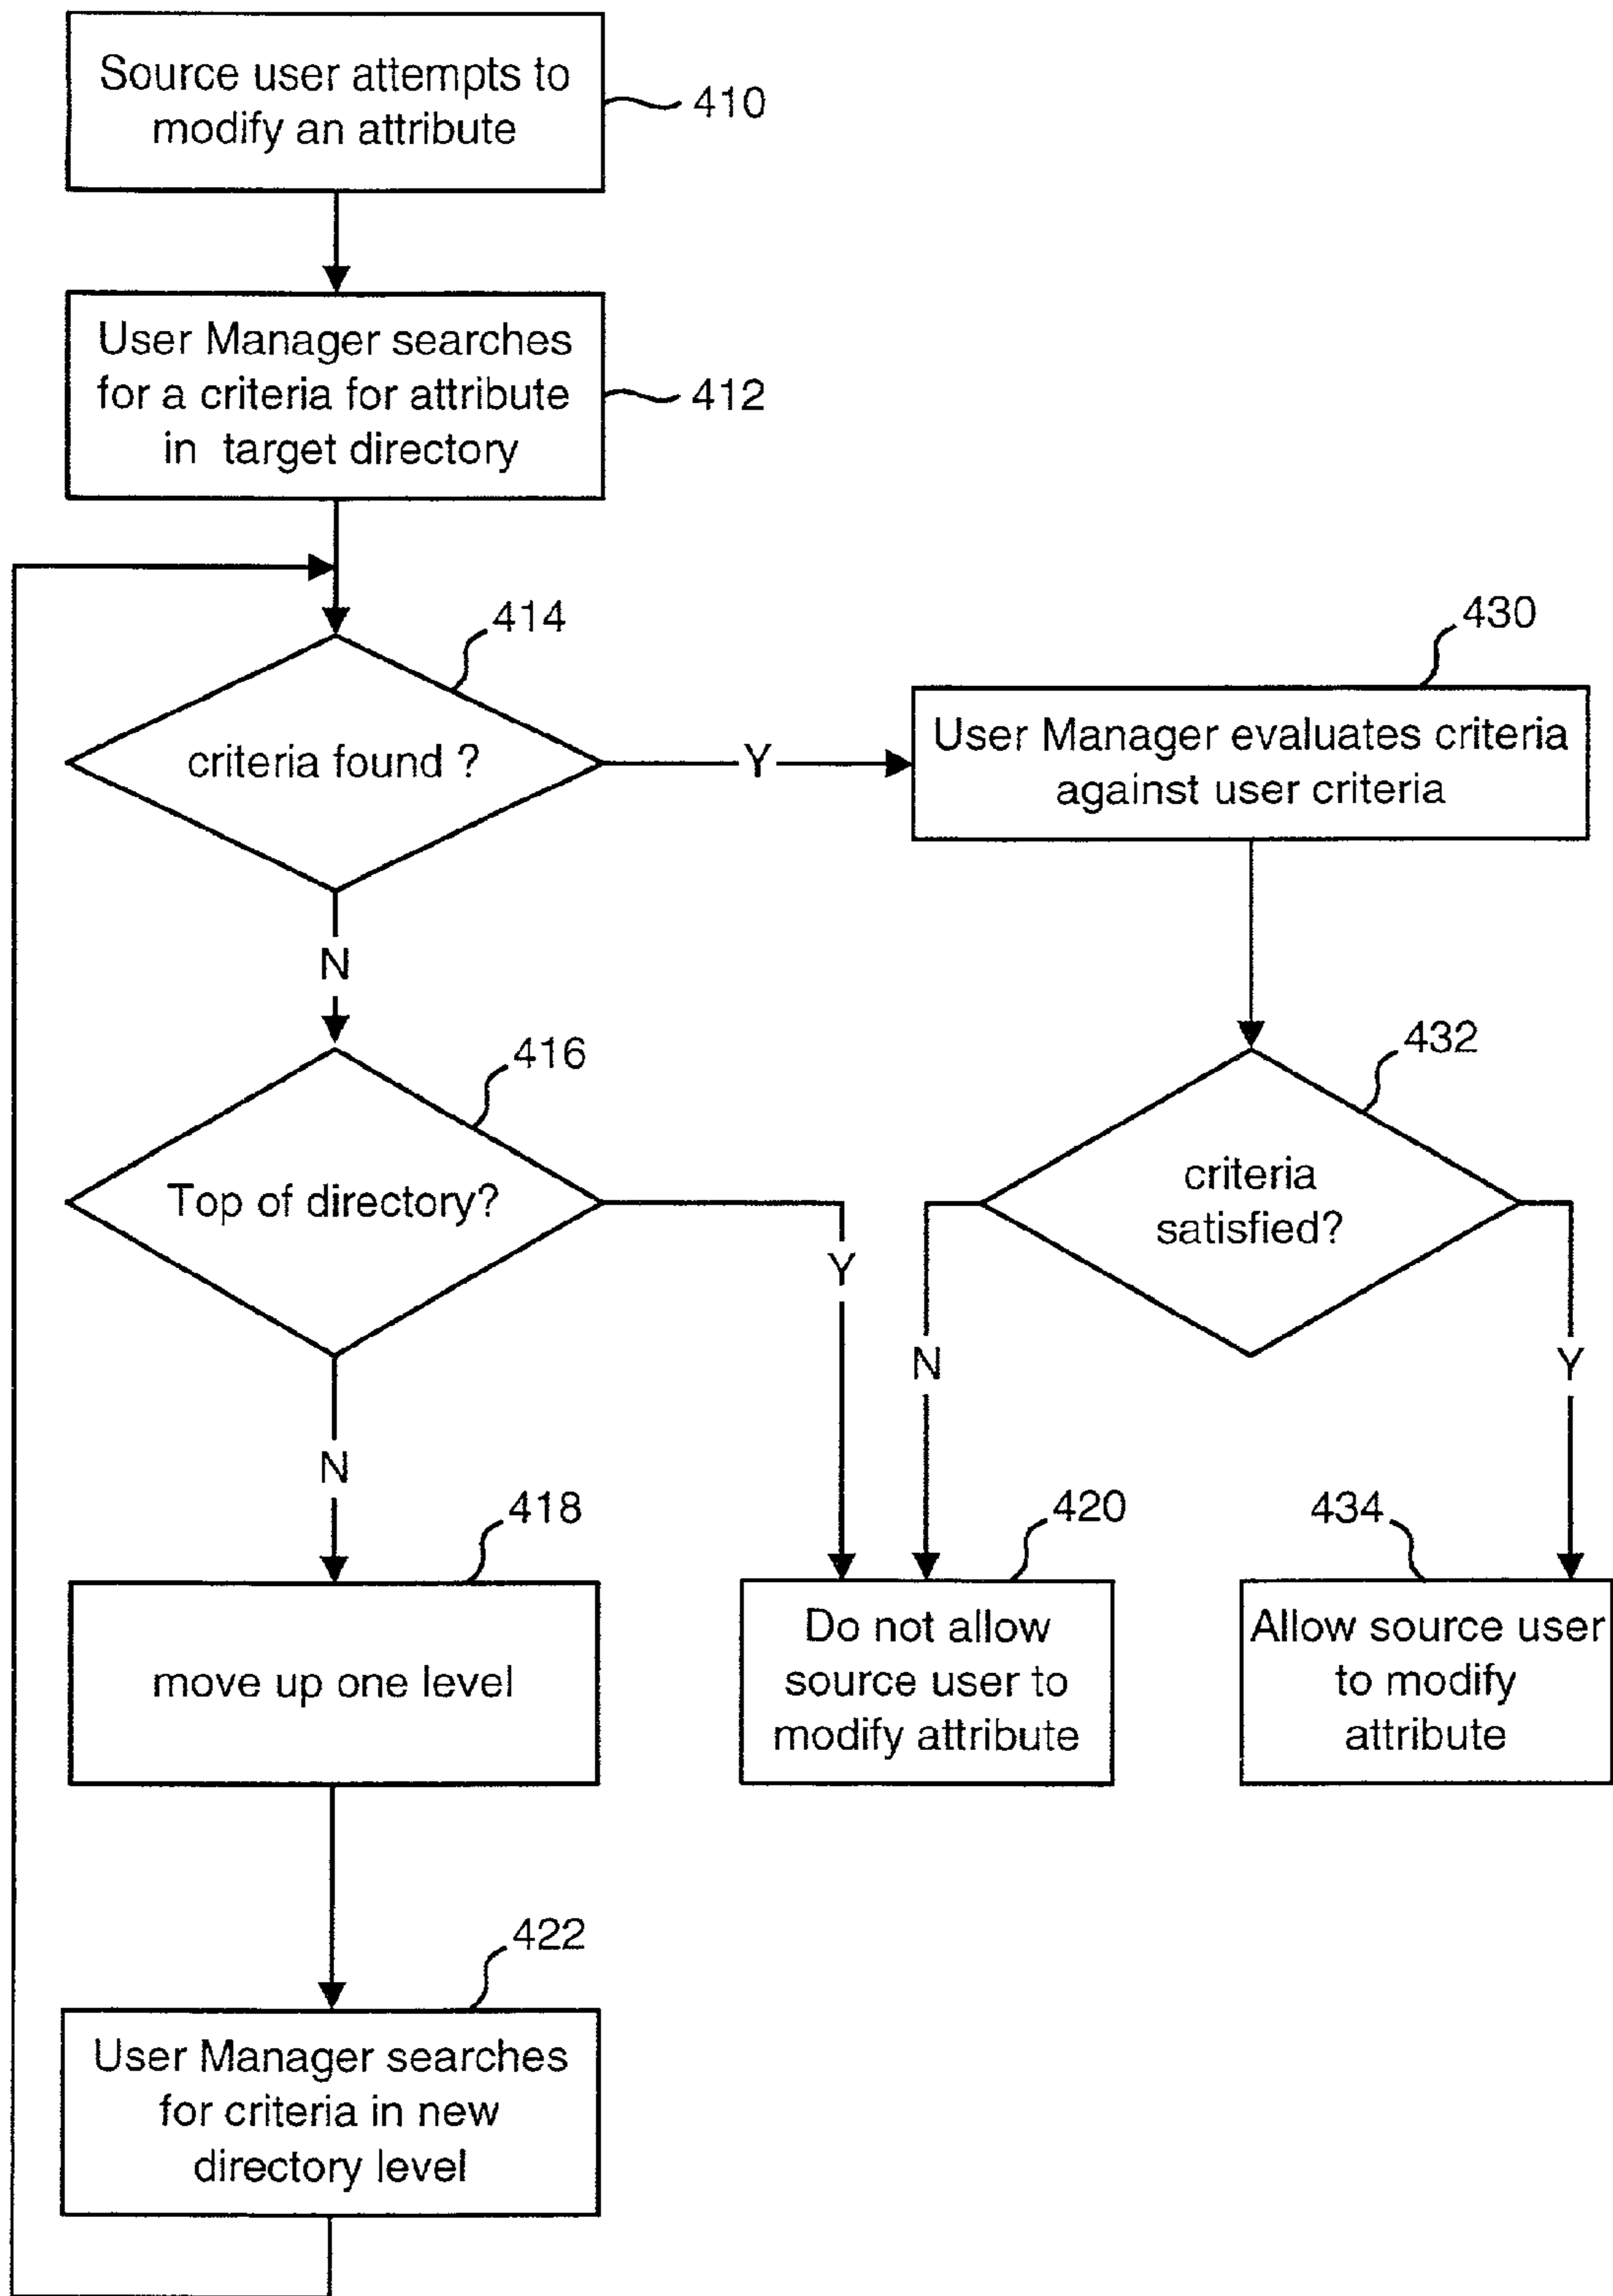 Source user attempts to
modify an attribute
410
User Manager searches
for a criteria for attribute
in target directory
412
414
criteria found ?
Y
430
User Manager evaluates criteria
against user criteria
N
416
Top of directory?
Y
432
criteria
satisfied?
N
Y
N
418
move up one level
420
Do not allow
source user to
modify attribute
434
Allow source user
to modify
attribute
422
User Manager searches
for criteria in new
directory level